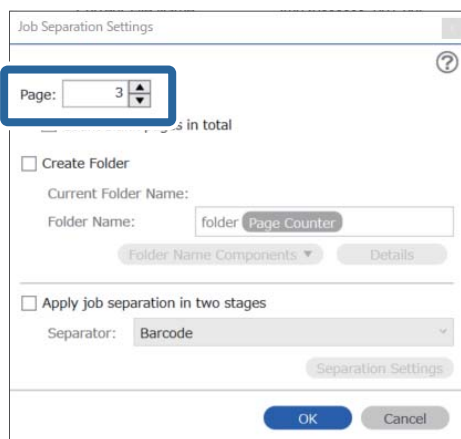 Job Separation Settings
Page: 3
pages in total
Create Folder
Current Folder Name:
Folder Name: folder Page Counter
Folder Name Components ▼ Details
Apply job separation in two stages
Separator: Barcode
Separation Settings
OK Cancel